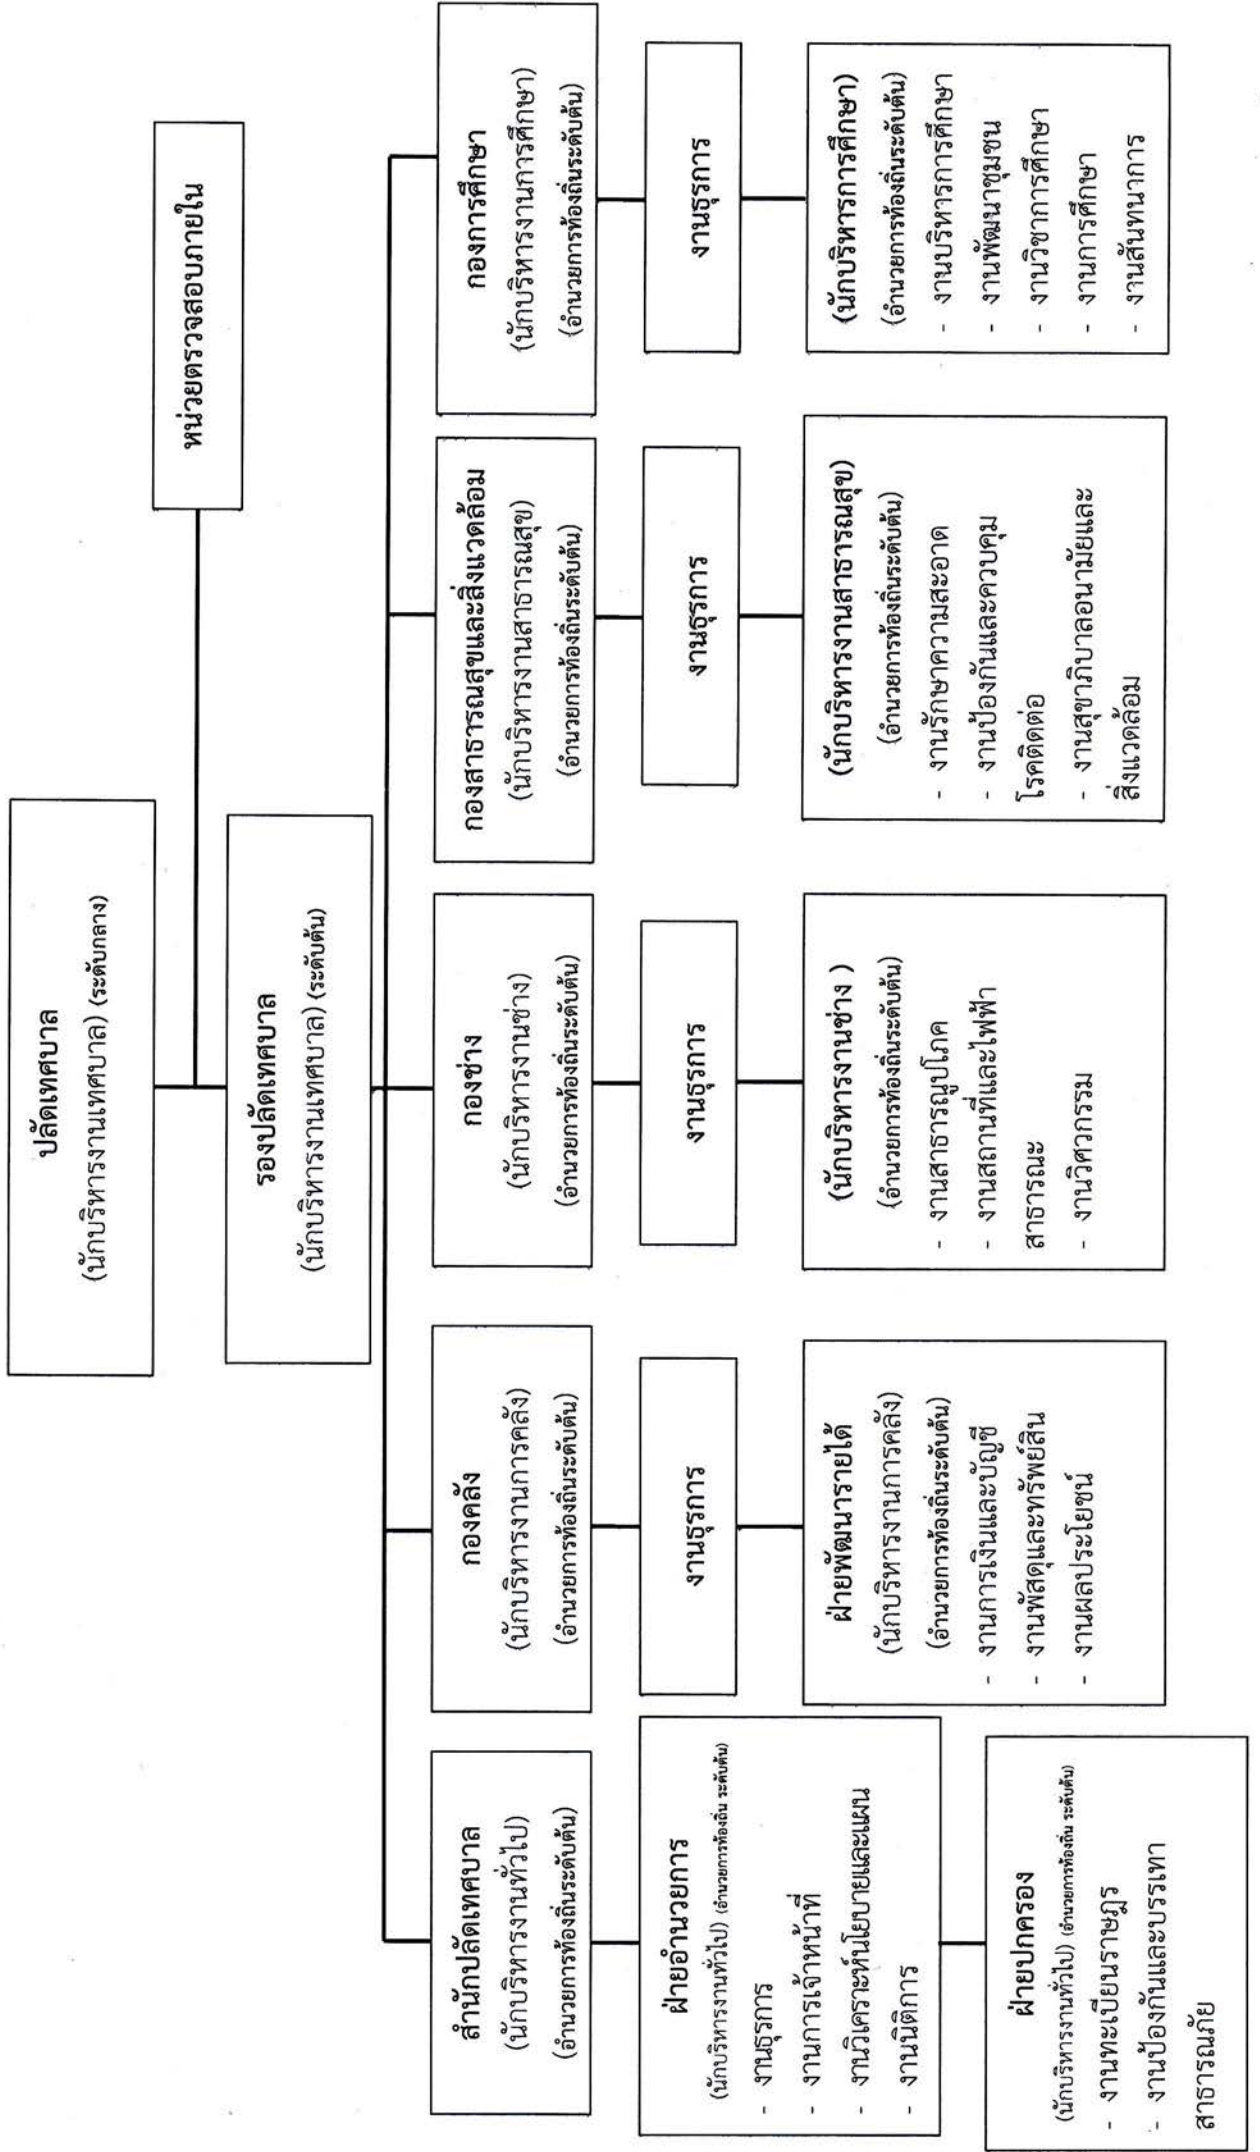 ปลัดเทศบาล
(นักบริหารงานเทศบาล) (ระดับกลาง)
หน่วยตรวจสอบภายใน
รองปลัดเทศบาล
(นักบริหารงานเทศบาล) (ระดับต้น)
สำนักปลัดเทศบาล
(นักบริหารงานทั่วไป)
(อำนวยการท้องถิ่นระดับต้น)
ฝ่ายอำนวยการ
(นักบริหารงานทั่วไป) (อำนวยการท้องถิ่น ระดับต้น)
- งานธุรการ
- งานการเจ้าหน้าที่
- งานวิเคราะห์นโยบายและแผน
- งานนิติการ
ฝ่ายปกครอง
(นักบริหารงานทั่วไป) (อำนวยการท้องถิ่น ระดับต้น)
- งานทะเบียนราษฎร
- งานป้องกันและบรรเทา
สาธารณภัย
กองคลัง
(นักบริหารงานการคลัง)
(อำนวยการท้องถิ่นระดับต้น)
งานธุรการ
ฝ่ายพัฒนารายได้
(นักบริหารงานการคลัง)
(อำนวยการท้องถิ่นระดับต้น)
- งานการเงินและบัญชี
- งานพัสดุและทรัพย์สิน
- งานผลประโยชน์
กองช่าง
(นักบริหารงานช่าง)
(อำนวยการท้องถิ่นระดับต้น)
งานธุรการ
(นักบริหารงานช่าง )
(อำนวยการท้องถิ่นระดับต้น)
- งานสาธารณูปโภค
- งานสถานที่และไฟฟ้า
สาธารณะ
- งานวิศวกรรม
กองสาธารณสุขและสิ่งแวดล้อม
(นักบริหารงานสาธารณสุข)
(อำนวยการท้องถิ่นระดับต้น)
งานธุรการ
(นักบริหารงานสาธารณสุข)
(อำนวยการท้องถิ่นระดับต้น)
- งานรักษาความสะอาด
- งานป้องกันและควบคุม
โรคติดต่อ
- งานสุขาภิบาลอนามัยและ
สิ่งแวดล้อม
กองการศึกษา
(นักบริหารงานการศึกษา)
(อำนวยการท้องถิ่นระดับต้น)
งานธุรการ
(นักบริหารการศึกษา)
(อำนวยการท้องถิ่นระดับต้น)
- งานบริหารการศึกษา
- งานพัฒนาชุมชน
- งานวิชาการศึกษา
- งานการศึกษา
- งานสันทนาการ